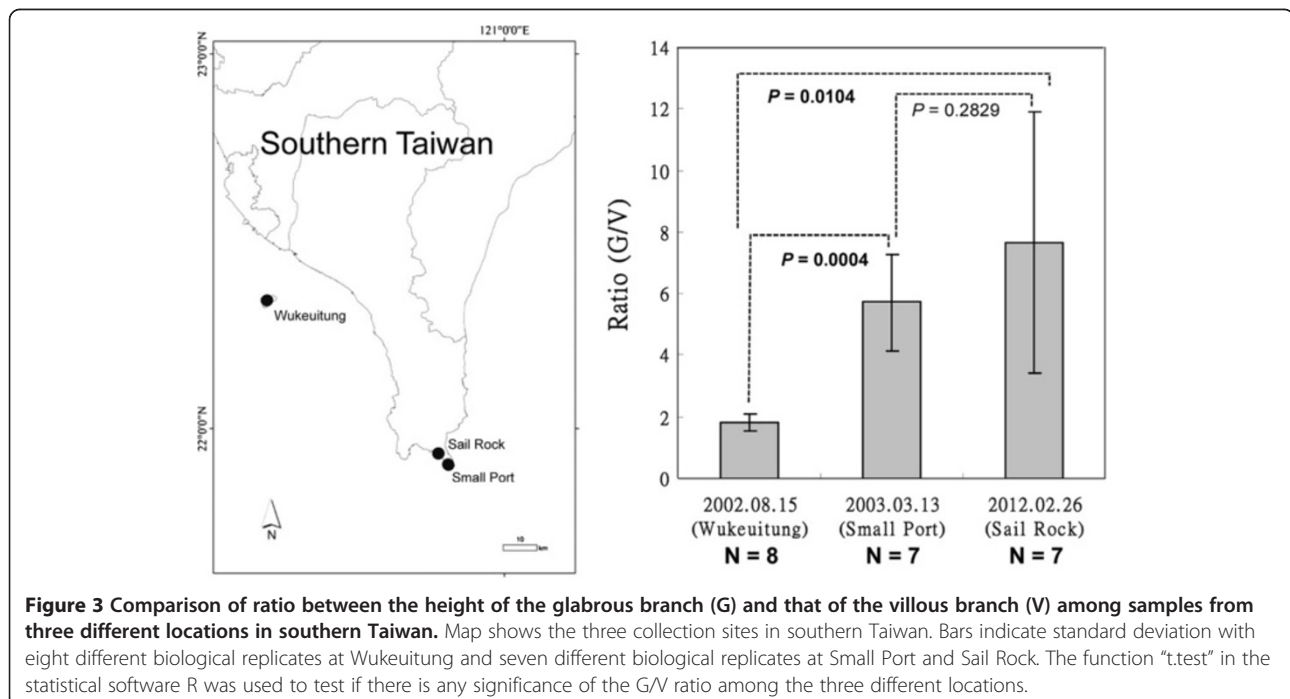 121°0'0"E
23°0'0"N
Southern Taiwan
Wukeuitung
22°0'0"N
Sail Rock
Small Port
N
10
km
14
12
10
8
6
4
2
0
Ratio (G/V)
P = 0.0104
P = 0.2829
P = 0.0004
2002.08.15 2003.03.13 2012.02.26
(Wukeuitung) (Small Port) (Sail Rock)
N = 8 N = 7 N = 7
Figure 3 Comparison of ratio between the height of the glabrous branch (G) and that of the villous branch (V) among samples from
three different locations in southern Taiwan. Map shows the three collection sites in southern Taiwan. Bars indicate standard deviation with
eight different biological replicates at Wukeuitung and seven different biological replicates at Small Port and Sail Rock. The function “t.test” in the
statistical software R was used to test if there is any significance of the G/V ratio among the three different locations.